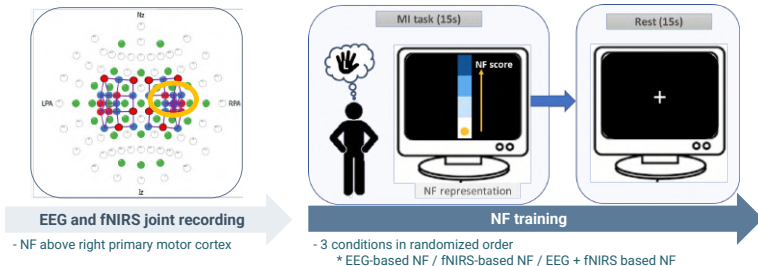 Nz
LPA
RPA
Iz
MI task (15s)
NF score
NF representation
Rest (15s)
EEG and fNIRS joint recording
- NF above right primary motor cortex
NF training
- 3 conditions in randomized order
* EEG-based NF / fNIRS-based NF / EEG + fNIRS based NF